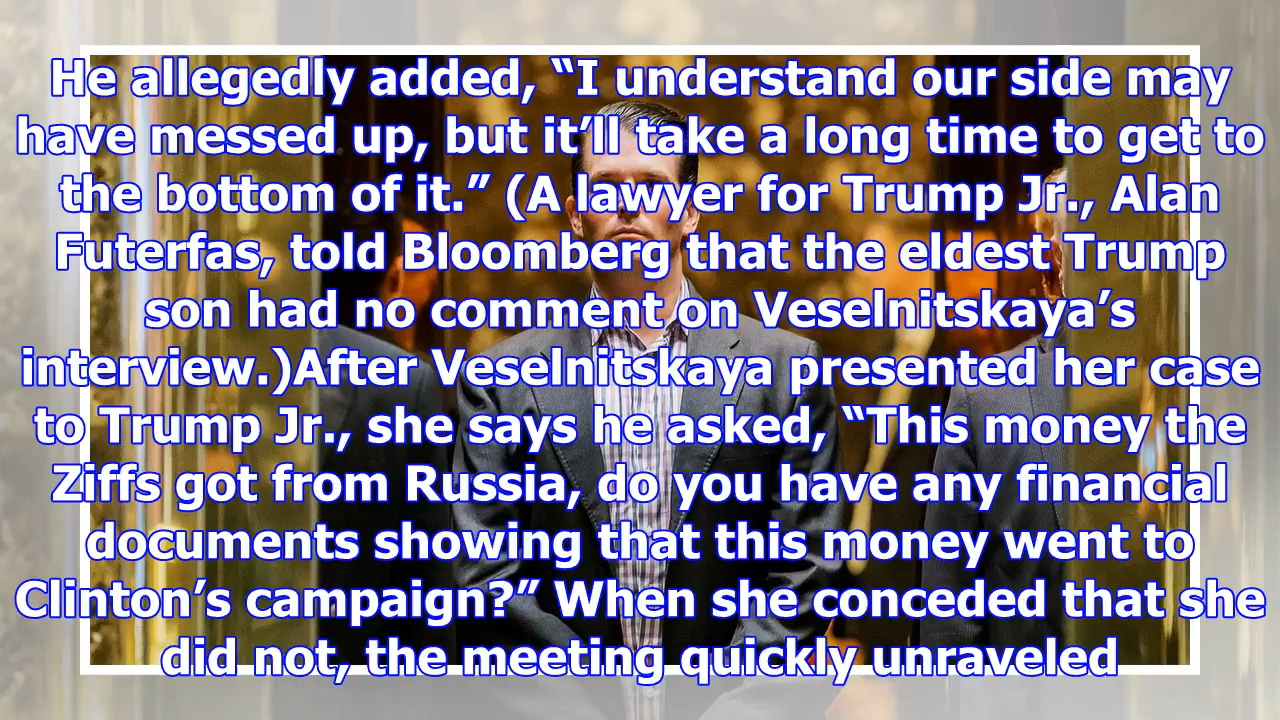 He allegedly added, “I understand our side may
have messed up, but it’ll take a long time to get to
the bottom of it.” (A lawyer for Trump Jr., Alan
Futerfas, told Bloomberg that the eldest Trump
son had no comment on Veselnitskaya’s
interview.)After Veselnitskaya presented her case
to Trump Jr., she says he asked, “This money the
Ziffs got from Russia, do you have any financial
documents showing that this money went to
Clinton’s campaign?” When she conceded that she
did not, the meeting quickly unraveled